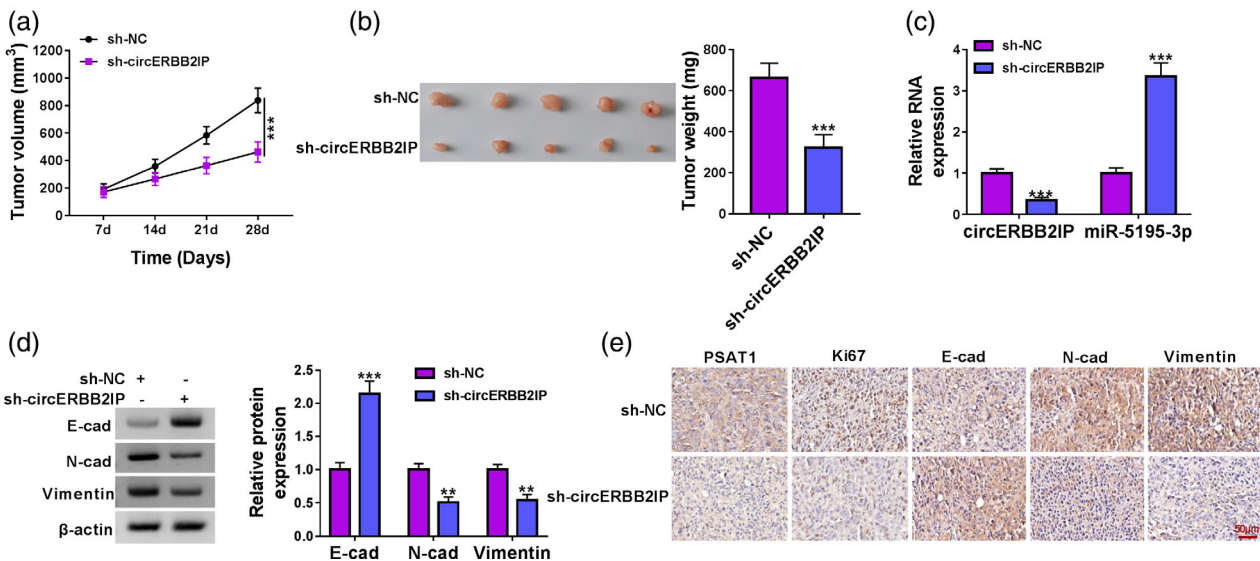 (a)
sh-NC
sh-circERBB2IP
Tumor volume (mm3)
1200
1000
800
600
400
200
0
***
7d 14d 21d 28d
Time (Days)
(b)
sh-NC
sh-circERBB2IP
Tumor weight (mg)
800
600
400
200
0
***
sh-NC
sh-circERBB2IP
(c)
sh-NC
sh-circERBB2IP
Relative RNA
expression
4
3
2
1
0
***
***
circERBB2IP miR-5195-3p
(d)
sh-NC + -
sh-circERBB2IP - +
E-cad
N-cad
Vimentin
β-actin
Relative protein
expression
2.5
2.0
1.5
1.0
0.5
0.0
sh-NC
sh-circERBB2IP
***
**
**
E-cad N-cad Vimentin
(e)
PSAT1 Ki67 E-cad N-cad Vimentin
sh-NC
sh-circERBB2IP
50μm